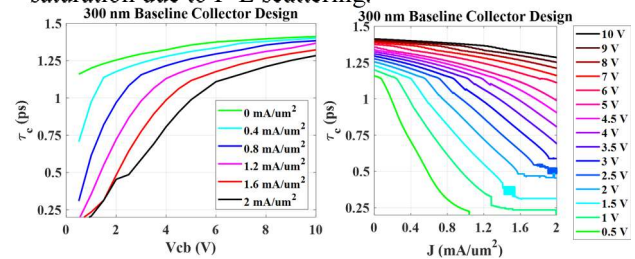 saturation due to Γ-L scattering.
300 nm Baseline Collector Design
300 nm Baseline Collector Design
τc (ps)
1.5
1.25
1
0.75
0.5
0.25
0
2
4
6
8
10
Vcb (V)
0 mA/um²
0.4 mA/um²
0.8 mA/um²
1.2 mA/um²
1.6 mA/um²
2 mA/um²
τc (ps)
1.5
1.25
1
0.75
0.5
0.25
0
0.4
0.8
1.2
1.6
2
J (mA/um²)
10 V
9 V
8 V
7 V
6 V
5 V
4.5 V
4 V
3.5 V
3 V
2.5 V
2 V
1.5 V
1 V
0.5 V